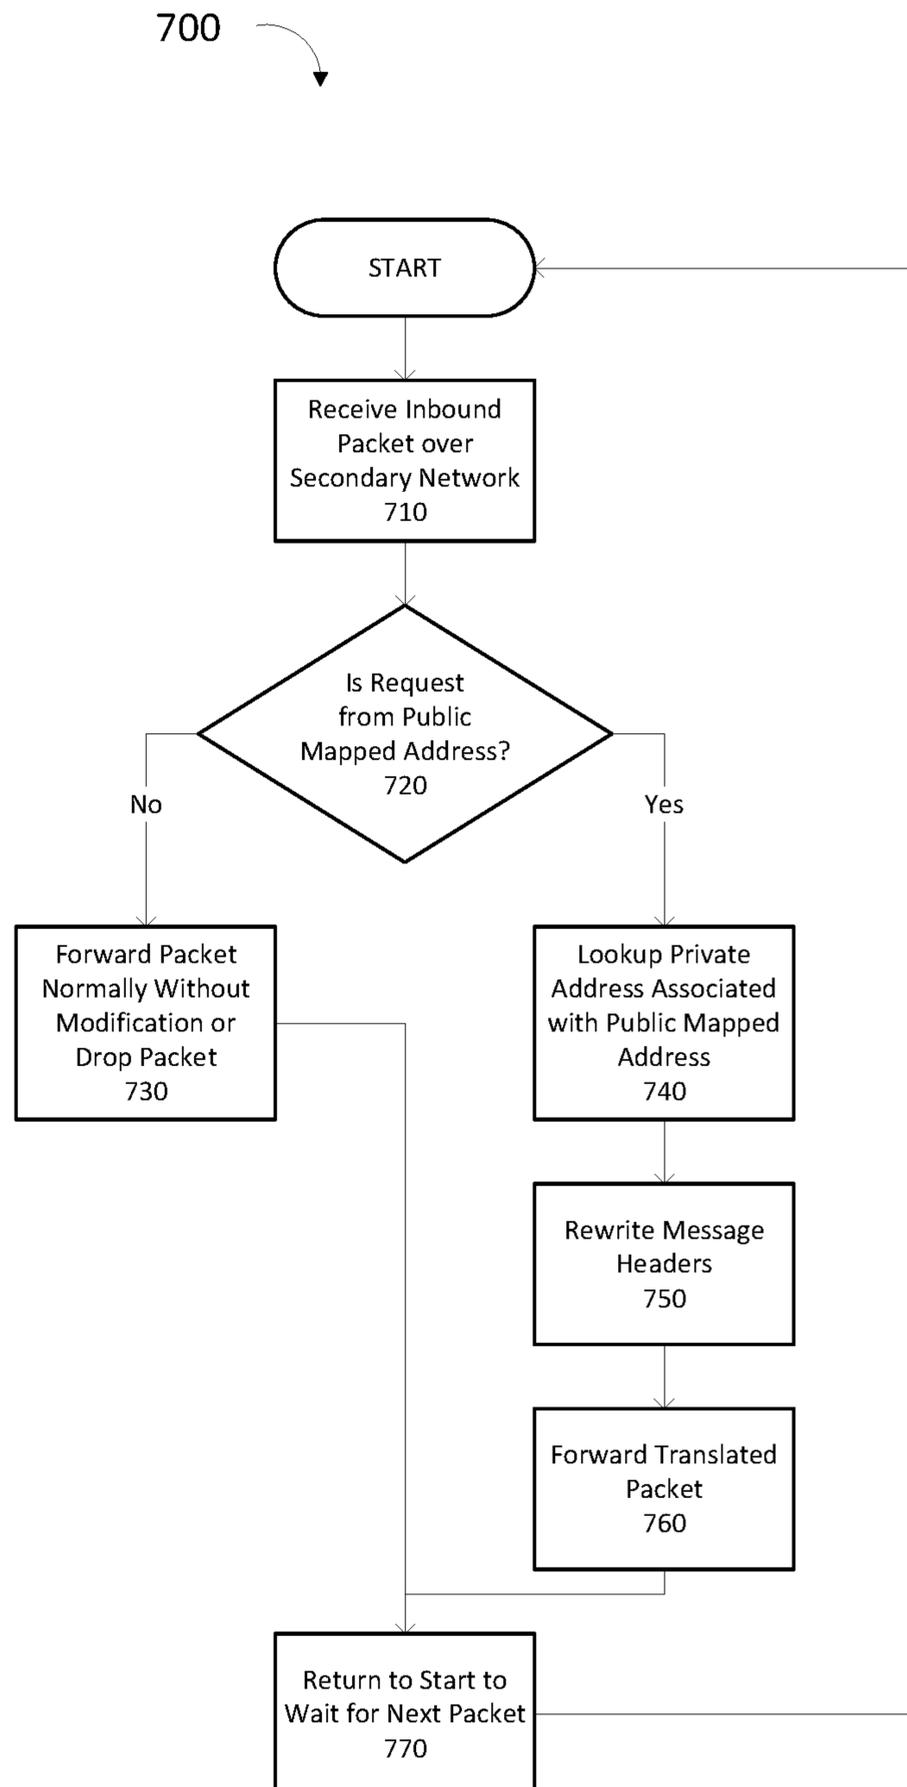 700
START
Receive Inbound
Packet over
Secondary Network
710
Is Request
from Public
Mapped Address?
720
No
Yes
Forward Packet
Normally Without
Modification or
Drop Packet
730
Lookup Private
Address Associated
with Public Mapped
Address
740
Rewrite Message
Headers
750
Forward Translated
Packet
760
Return to Start to
Wait for Next Packet
770